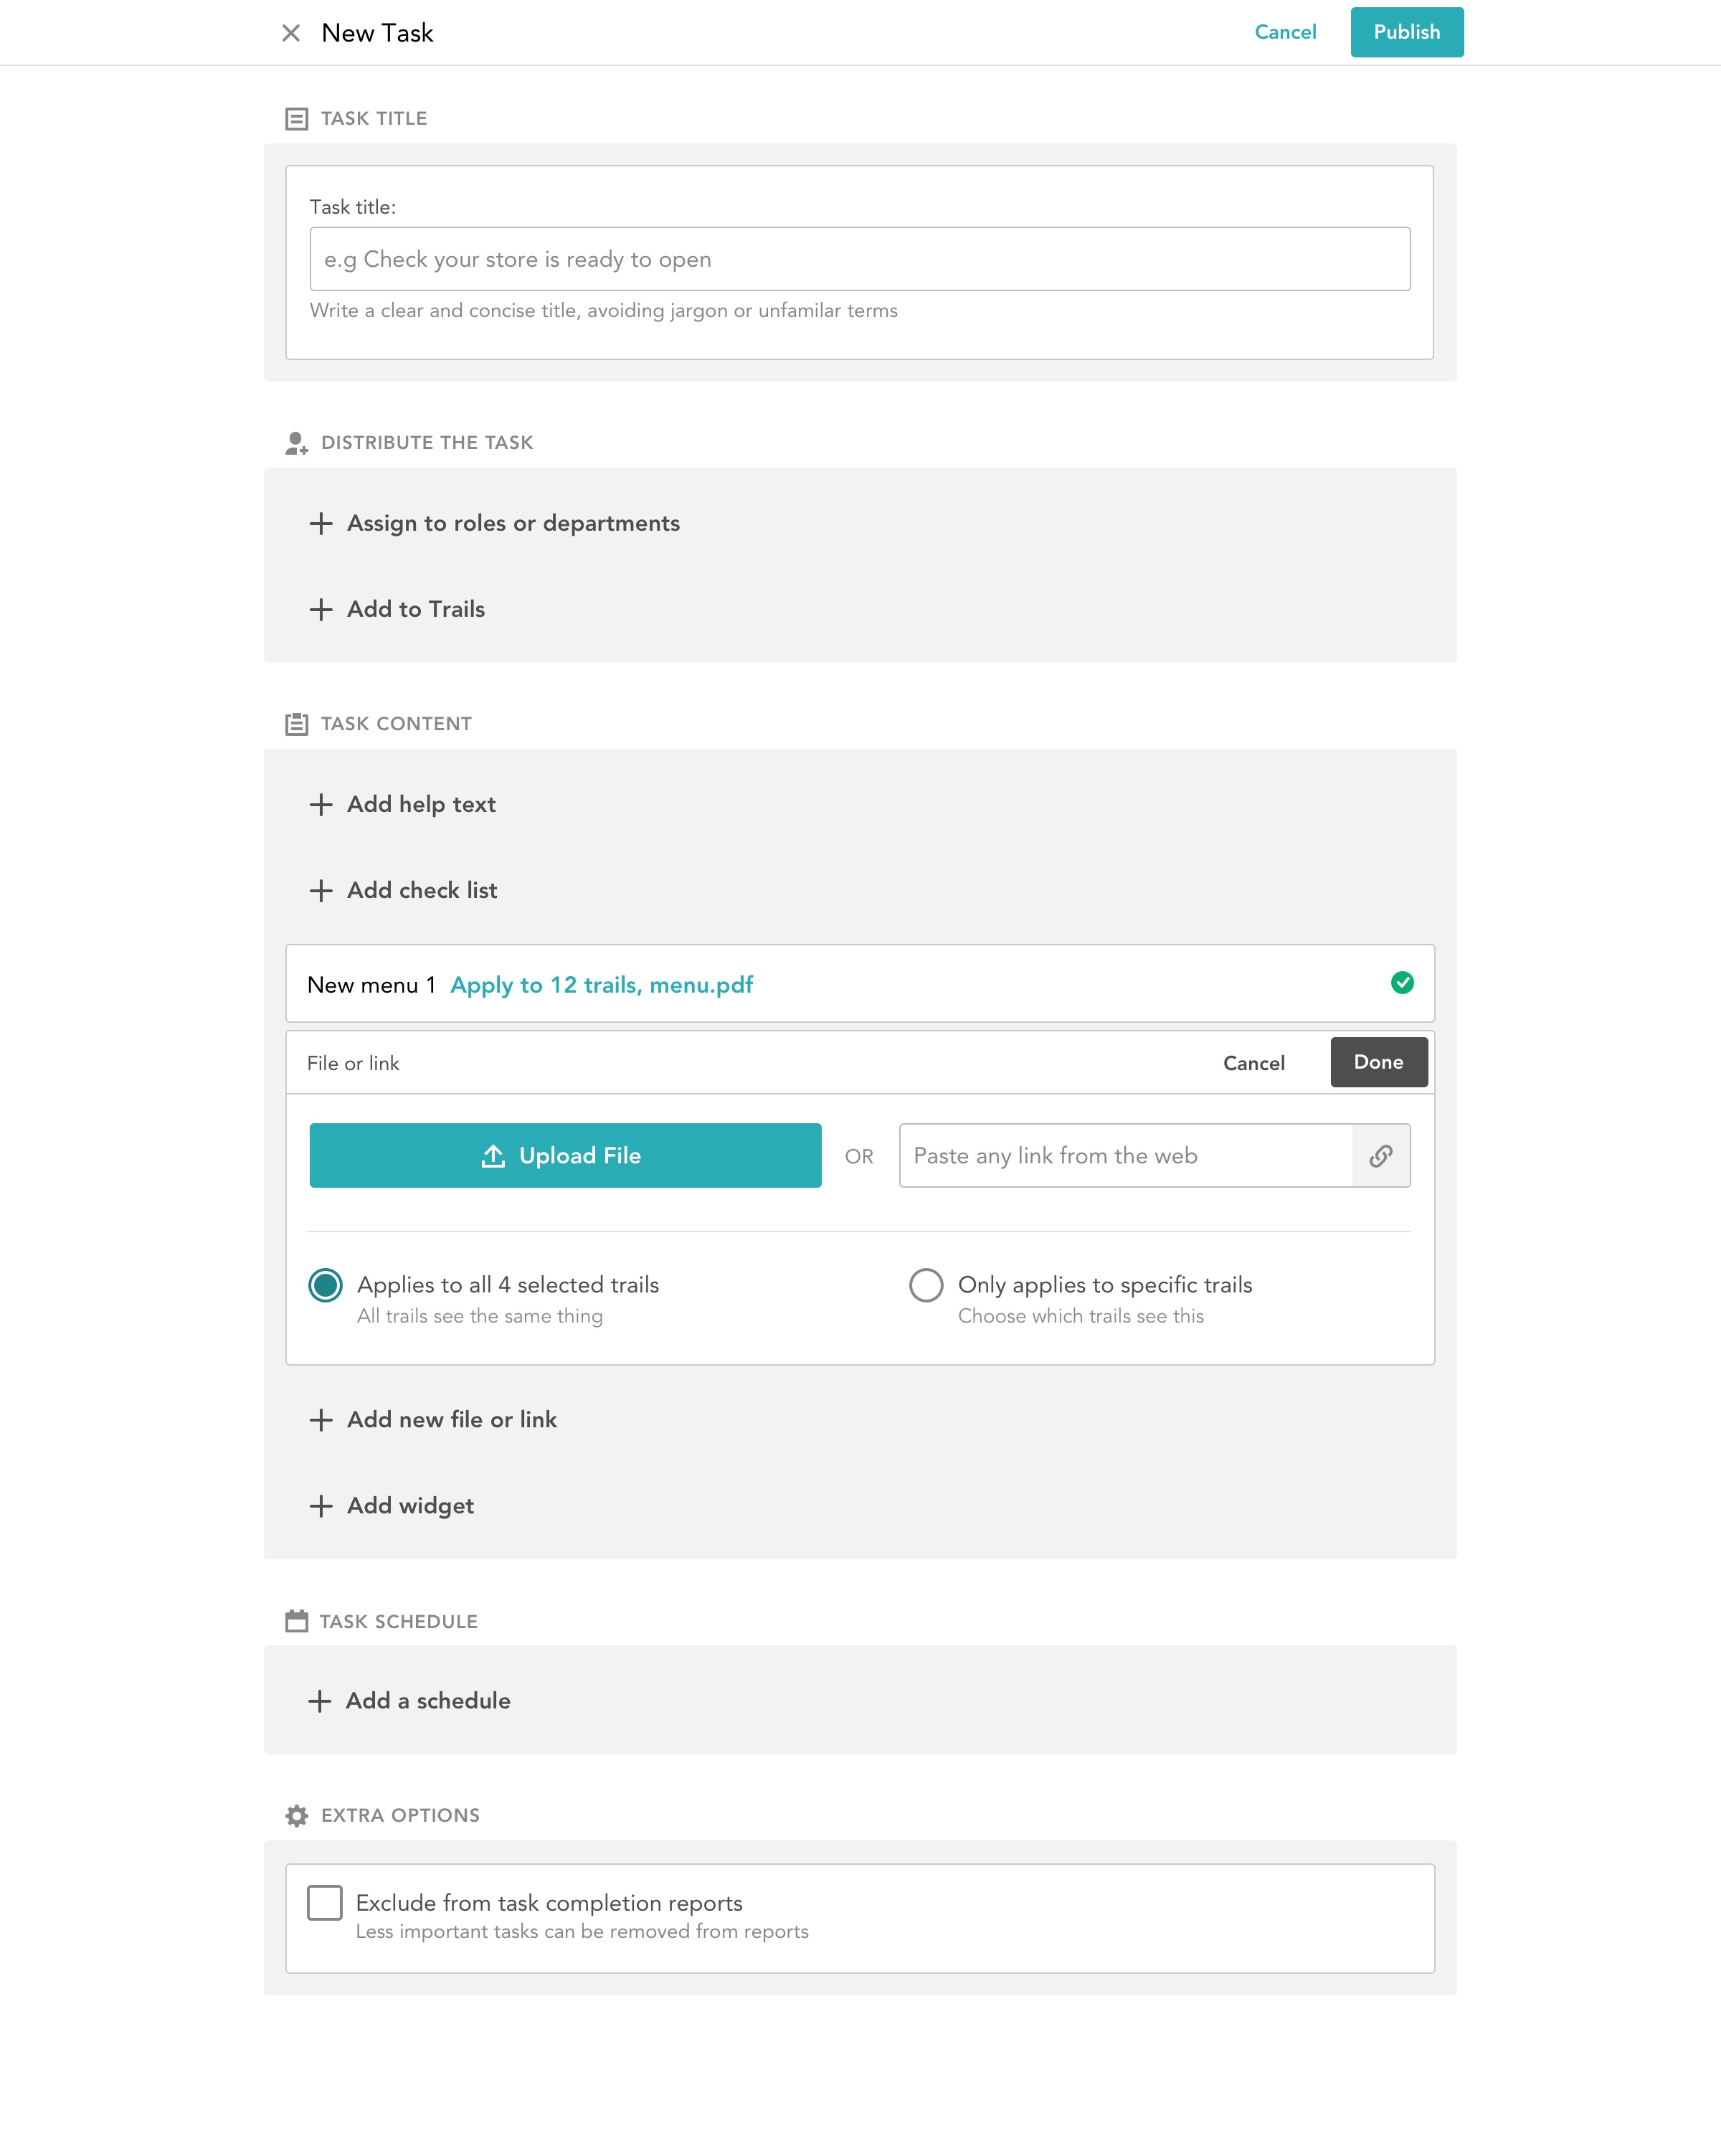 New Task
Cancel
Publish
TASK TITLE
Task title:
e.g Check your store is ready to open
Write a clear and concise title, avoiding jargon or unfamilar terms
DISTRIBUTE THE TASK
Assign to roles or departments
Add to Trails
TASK CONTENT
Add help text
Add check list
New menu 1 Apply to 12 trails, menu.pdf
File or link
Cancel
Done
Upload File
OR
Paste any link from the web
Applies to all 4 selected trails
All trails see the same thing
Only applies to specific trails
Choose which trails see this
Add new file or link
Add widget
TASK SCHEDULE
Add a schedule
EXTRA OPTIONS
Exclude from task completion reports
Less important tasks can be removed from reports